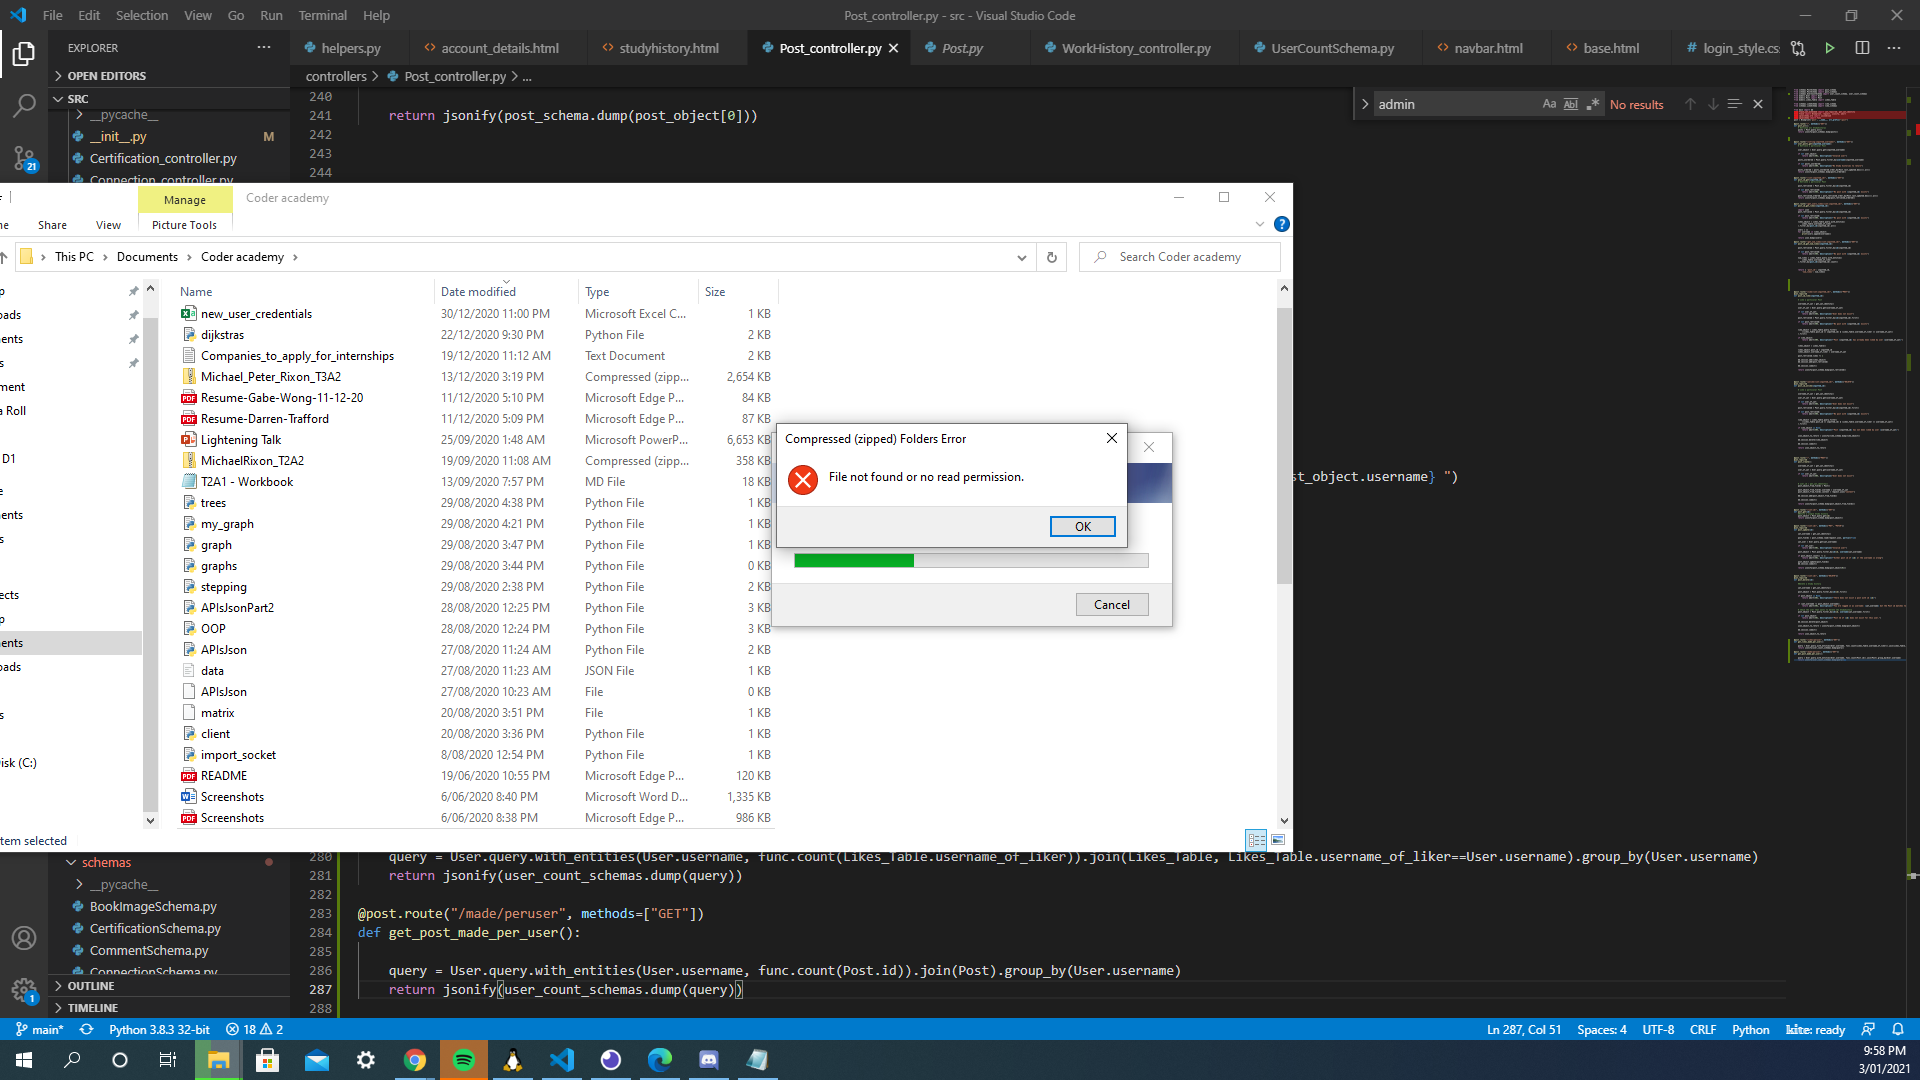 File Edit Selection View Go Run Terminal Help
Post_controller.py - src - Visual Studio Code
EXPLORER
helpers.py
account_details.html
studyhistory.html
Post_controller.py
Post.py
WorkHistory_controller.py
UserCountSchema.py
navbar.html
base.html
login_style.cs
OPEN EDITORS
controllers > Post_controller.py > ...
SRC
__pycache__
__init__.py M
Certification_controller.py
Connection_controller.py
21
admin
Aa Abl .*
No results
240
241 return jsonify(post_schema.dump(post_object[0]))
242
243
244
Manage
Coder academy
Share
View
Picture Tools
This PC > Documents > Coder academy >
Search Coder academy
Name Date modified Type Size
new_user_credentials 30/12/2020 11:00 PM Microsoft Excel C... 1 KB
dijkstras 22/12/2020 9:30 PM Python File 2 KB
Companies_to_apply_for_internships 19/12/2020 11:12 AM Text Document 2 KB
Michael_Peter_Rixon_T3A2 13/12/2020 3:19 PM Compressed (zipp... 2,654 KB
Resume-Gabe-Wong-11-12-20 11/12/2020 5:10 PM Microsoft Edge P... 84 KB
Resume-Darren-Trafford 11/12/2020 5:09 PM Microsoft Edge P... 87 KB
Lightening Talk 25/09/2020 1:48 AM Microsoft PowerP... 6,653 KB
MichaelRixon_T2A2 19/09/2020 11:08 AM Compressed (zipp... 358 KB
T2A1 - Workbook 13/09/2020 7:57 PM MD File 18 KB
trees 29/08/2020 4:38 PM Python File 1 KB
my_graph 29/08/2020 4:21 PM Python File 1 KB
graph 29/08/2020 3:47 PM Python File 1 KB
graphs 29/08/2020 3:44 PM Python File 0 KB
stepping 29/08/2020 2:38 PM Python File 2 KB
APIsJsonPart2 28/08/2020 12:25 PM Python File 3 KB
OOP 28/08/2020 12:24 PM Python File 3 KB
APIsJson 27/08/2020 11:24 AM Python File 2 KB
data 27/08/2020 11:23 AM JSON File 1 KB
APIsJson 27/08/2020 10:23 AM File 0 KB
matrix 20/08/2020 3:51 PM File 1 KB
client 20/08/2020 3:36 PM Python File 1 KB
import_socket 8/08/2020 12:54 PM Python File 1 KB
README 19/06/2020 10:55 PM Microsoft Edge P... 120 KB
Screenshots 6/06/2020 8:40 PM Microsoft Word D... 1,335 KB
Screenshots 6/06/2020 8:38 PM Microsoft Edge P... 986 KB
oads
ments
ment
a Roll
D1
ents
ects
ments
oads
isk (C:)
tem selected
Compressed (zipped) Folders Error
File not found or no read permission.
OK
Cancel
st_object.username} ")
schemas
__pycache__
BookImageSchema.py
CertificationSchema.py
CommentSchema.py
ConnectionSchema.py
OUTLINE
TIMELINE
1
280 query = User.query.with_entities(User.username, func.count(Likes_Table.username_of_liker)).join(Likes_Table, Likes_Table.username_of_liker==User.username).group_by(User.username)
281 return jsonify(user_count_schemas.dump(query))
282
283 @post.route("/made/peruser", methods=["GET"])
284 def get_post_made_per_user():
285
286 query = User.query.with_entities(User.username, func.count(Post.id)).join(Post).group_by(User.username)
287 return jsonify(user_count_schemas.dump(query))
288
main* Python 3.8.3 32-bit 18 2
Ln 287, Col 51 Spaces: 4 UTF-8 CRLF Python kite: ready
9:58 PM
3/01/2021